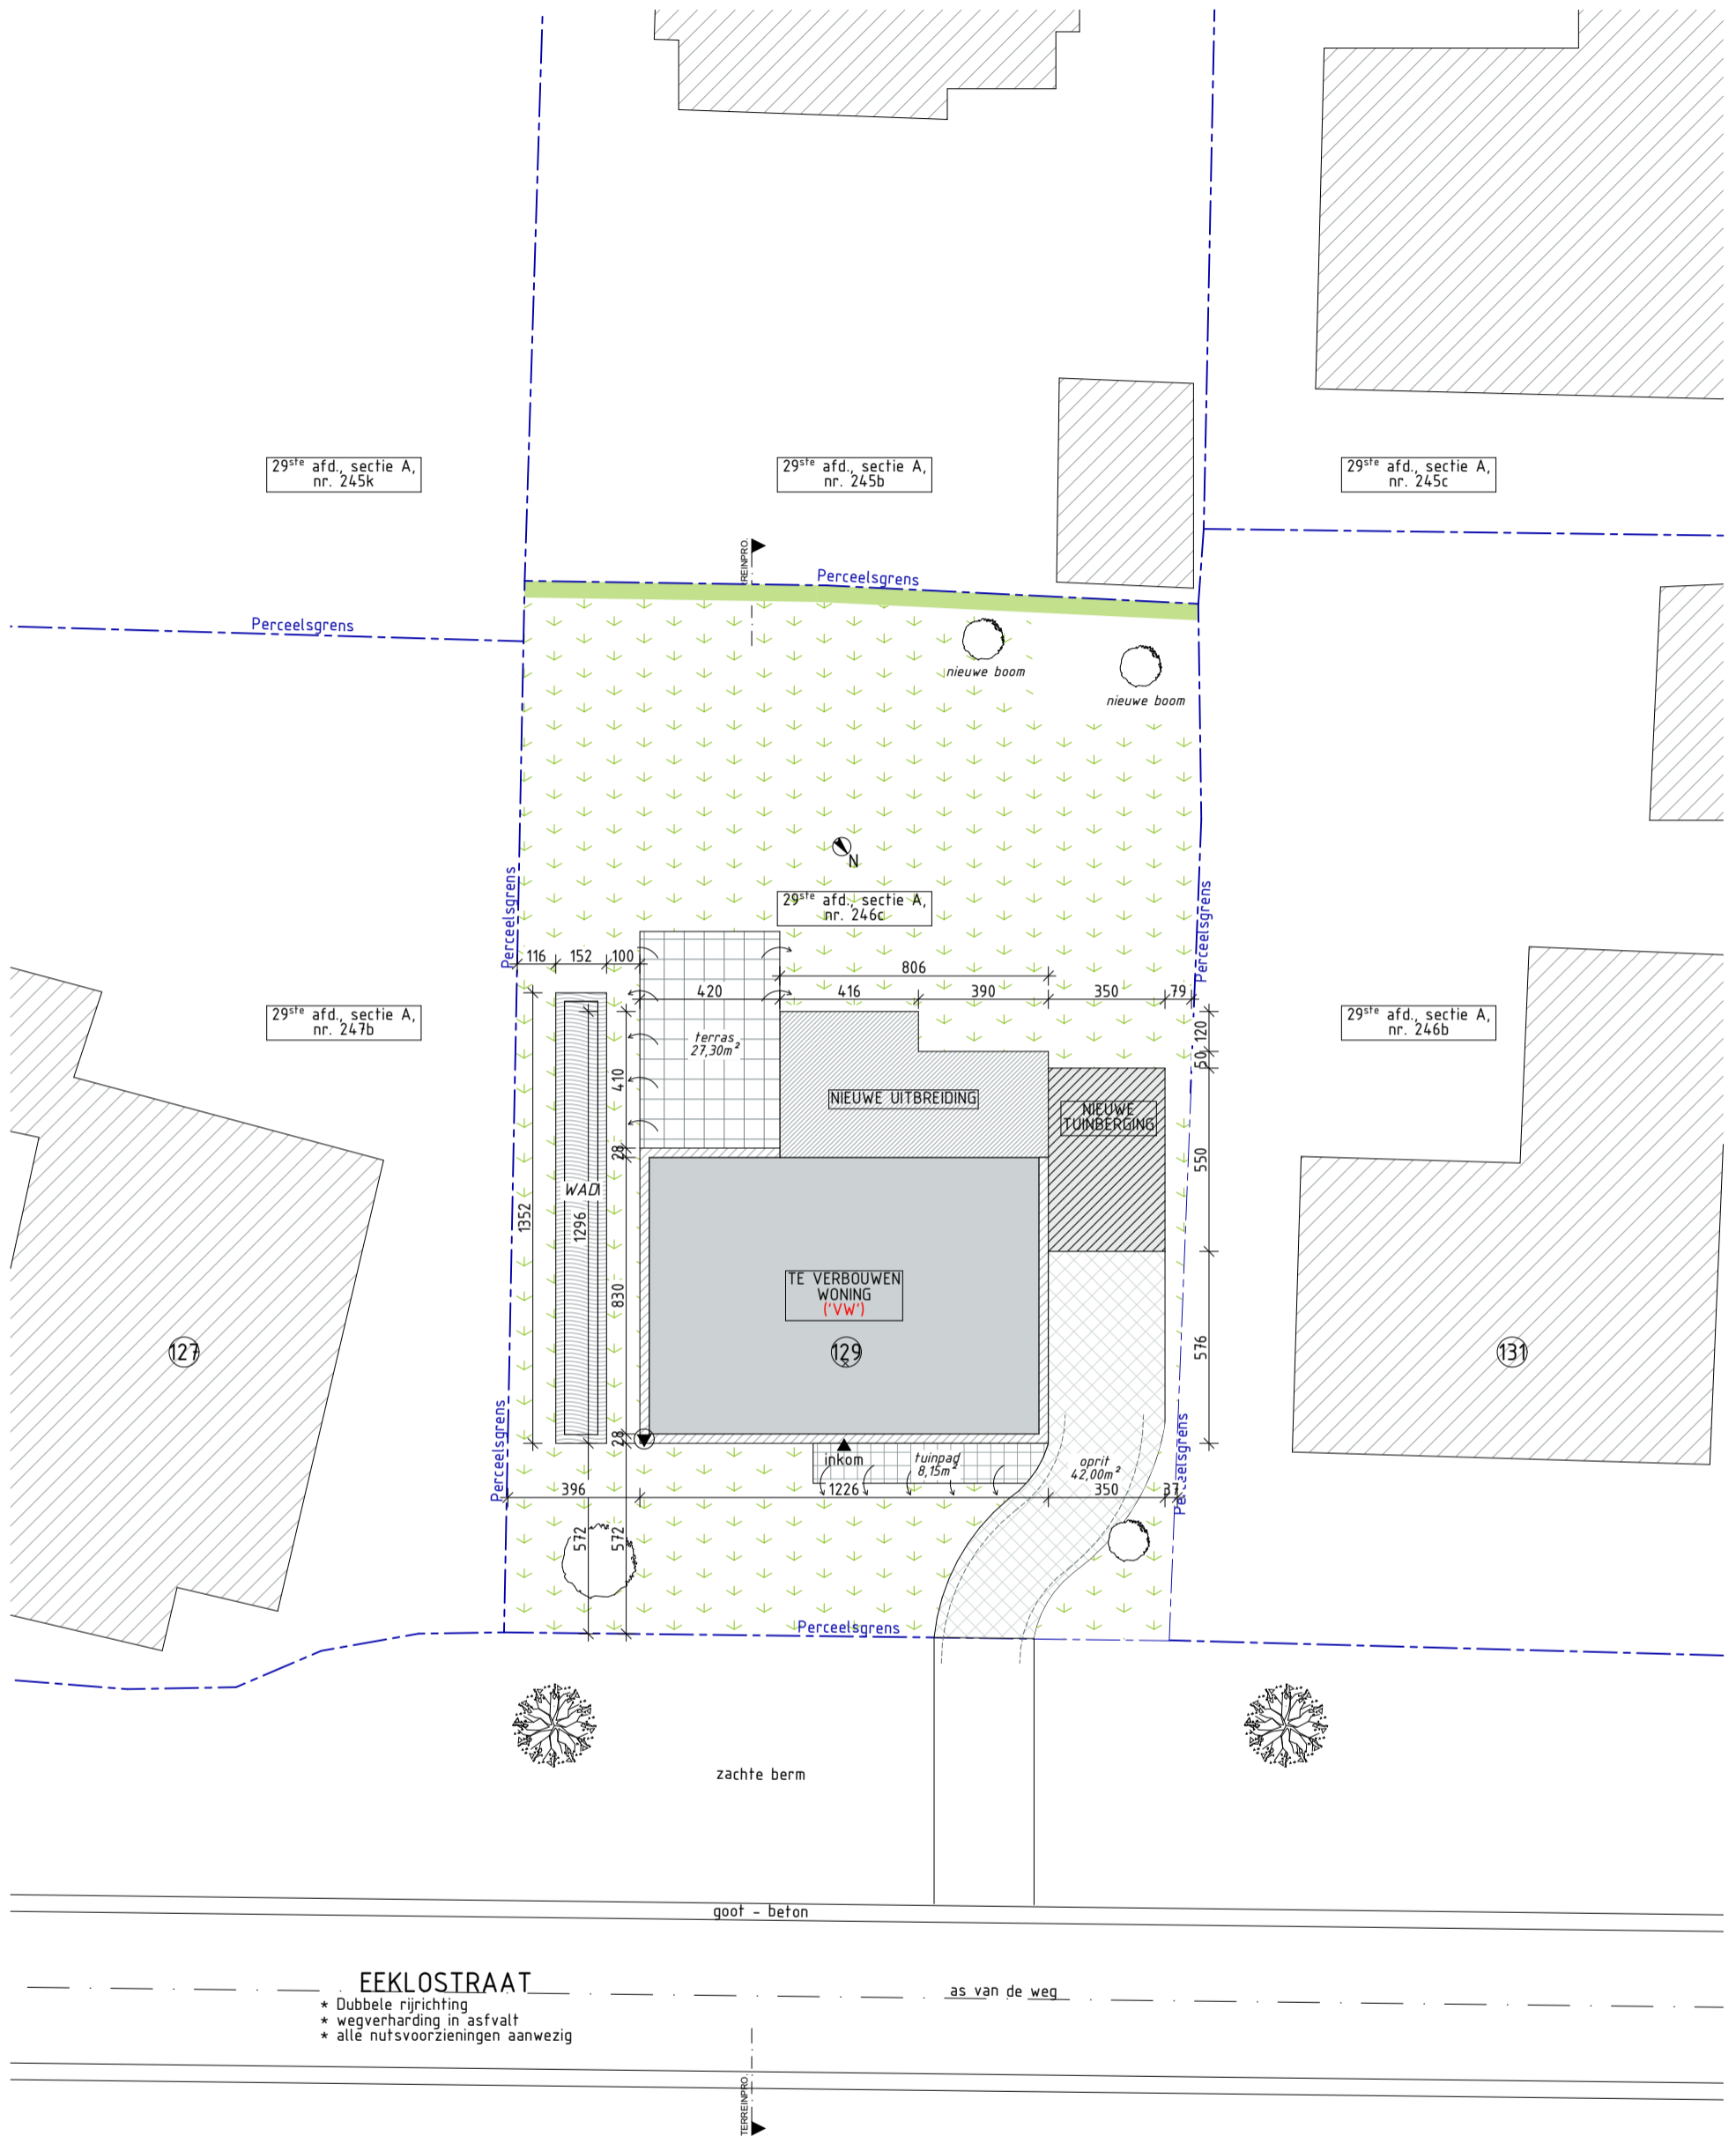 29ste afd., sectie A,
nr. 245k
29ste afd., sectie A,
nr. 245b
29ste afd., sectie A,
nr. 245c
REINPRO.
Perceelsgrens
Perceelsgrens
nieuwe boom
nieuwe boom
N
Perceelsgrens
Perceelsgrens
29ste afd., sectie A,
nr. 246c
116
152
100
806
420
416
390
350
79
29ste afd., sectie A,
nr. 247b
29ste afd., sectie A,
nr. 246b
120
50
terras
27,30m²
410
NIEUWE UITBREIDING
NIEUWE
TUINBERGING
28
550
WAD
1352
1296
830
TE VERBOUWEN
WONING
('VW')
127
129
131
576
28
Perceelsgrens
Perceelsgrens
inkom
tuinpad
8,15m²
oprit
42,00m²
396
1226
350
37
572
572
Perceelsgrens
zachte berm
goot - beton
EEKLOSTRAAT
as van de weg
* Dubbele rijrichting
* wegverharding in asfvalt
* alle nutsvoorzieningen aanwezig
TERREINPRO.